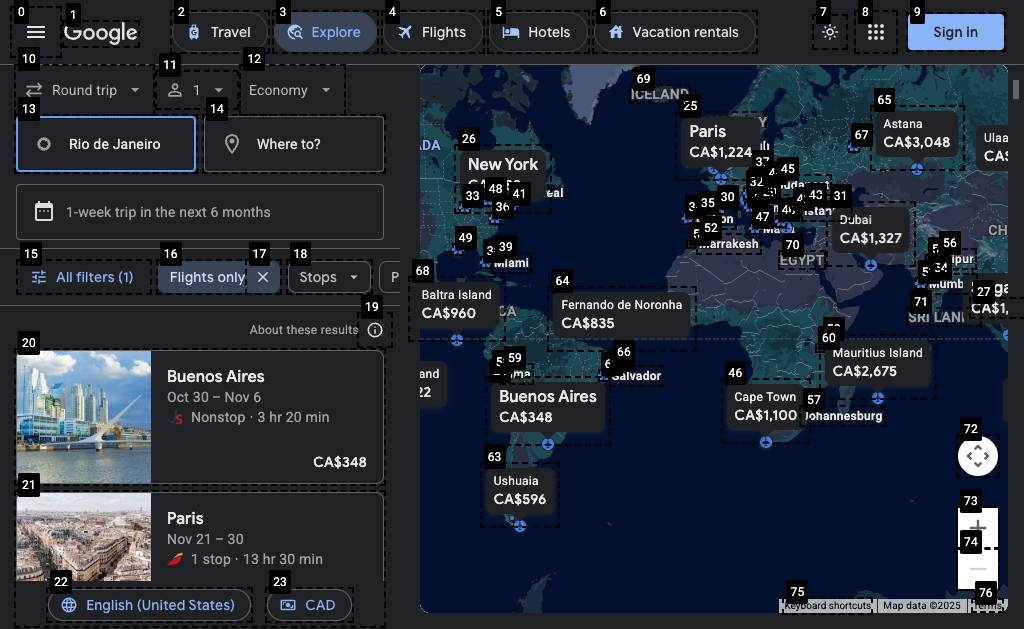 0
1
2
3
4
5
6
7
8
9
Google
Travel
Explore
Flights
Hotels
Vacation rentals
Sign in
10
11
12
Round trip
1
Economy
13
14
Rio de Janeiro
Where to?
1-week trip in the next 6 months
15
16
17
18
All filters (1)
Flights only
Stops
P
19
About these results
20
Buenos Aires
Oct 30 – Nov 6
Nonstop · 3 hr 20 min
CA$348
21
Paris
Nov 21 – 30
1 stop · 13 hr 30 min
22
23
English (United States)
CAD
69
ICELAND
25
Paris
CA$1,224
65
Astana
CA$3,048
67
Ulaa
CA$
26
New York
33
48
41
36
37
45
32
35
30
43
31
47
52
Marrakesh
70
EGYPT
Dubai
CA$1,327
CH
56
34
Mumb
71
SRI LAN
27
CA$1,
49
39
Miami
68
Baltra Island
CA$960
CA
64
Fernando de Noronha
CA$835
60
Mauritius Island
CA$2,675
59
66
Salvador
and
22
Buenos Aires
CA$348
46
Cape Town
CA$1,100
57
Johannesburg
63
Ushuaia
CA$596
72
73
74
75
76
Keyboard shortcuts
Map data ©2025
Terms